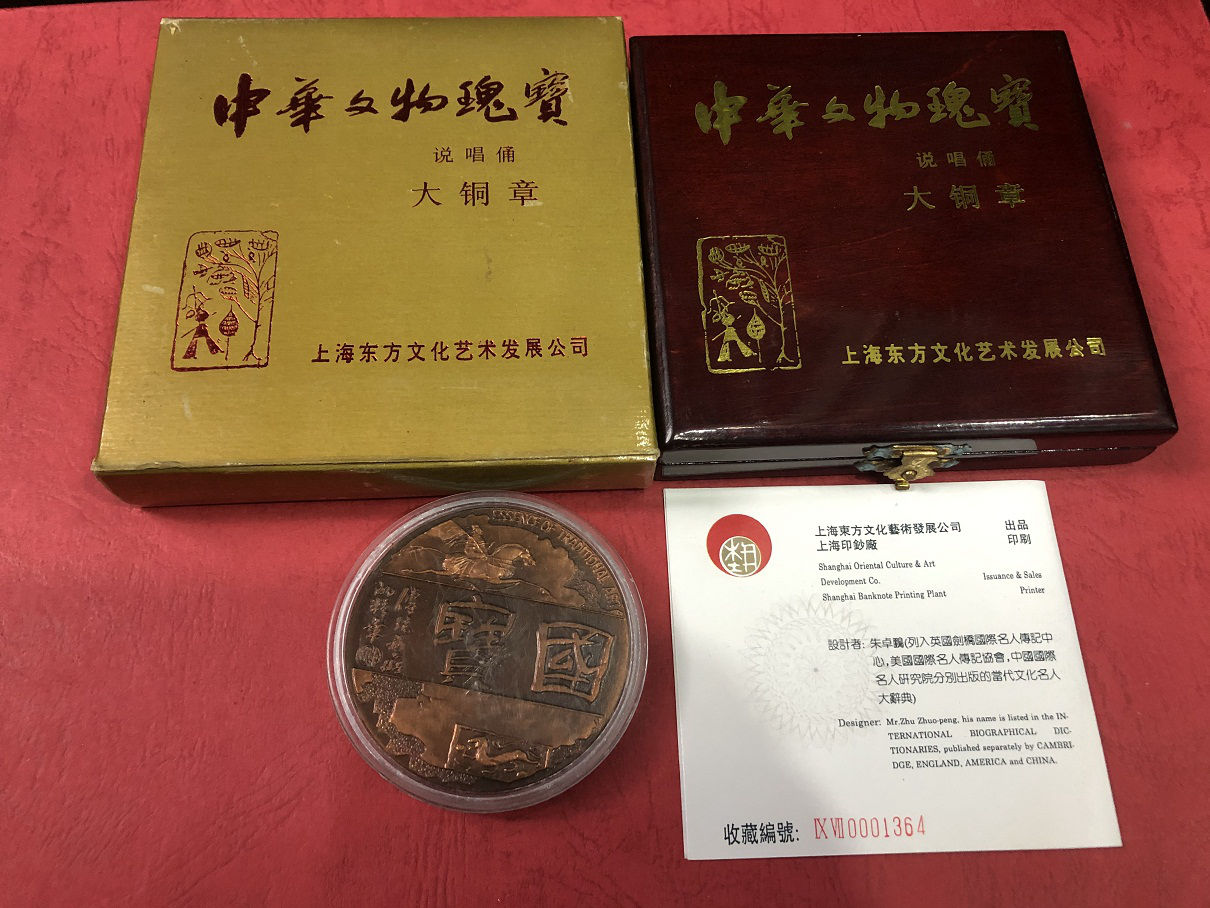 中華文物瑰寶
说唱俑
大铜章
上海东方文化艺术发展公司
中華文物瑰寶
说唱俑
大铜章
上海东方文化艺术发展公司
ESSENCE OF TRADITIONAL ART
國寶
上海東方文化藝術發展公司 出品
上海印鈔廠 印刷
Shanghai Oriental Culture & Art
Development Co. Issuance & Sales
Shanghai Banknote Printing Plant Printer
設計者: 朱卓鵬(列入英國劍橋國際名人傳記中
心,美國國際名人傳記協會,中國國際
名人研究院分別出版的當代文化名人
大辭典)
Designer: Mr.Zhu Zhuo-peng, his name is listed in the IN-
TERNATIONAL BIOGRAPHICAL DIC-
TIONARIES, published separately by CAMBRI-
DGE, ENGLAND, AMERICA and CHINA.
收藏編號: IX VII 0001364